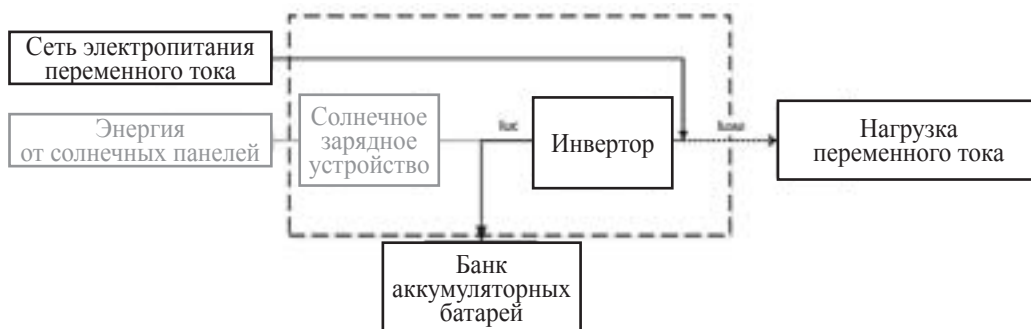 Сеть электропитания
переменного тока
Энергия
от солнечных панелей
Солнечное
зарядное
устройство
Инвертор
Нагрузка
переменного тока
Банк
аккумуляторных
батарей